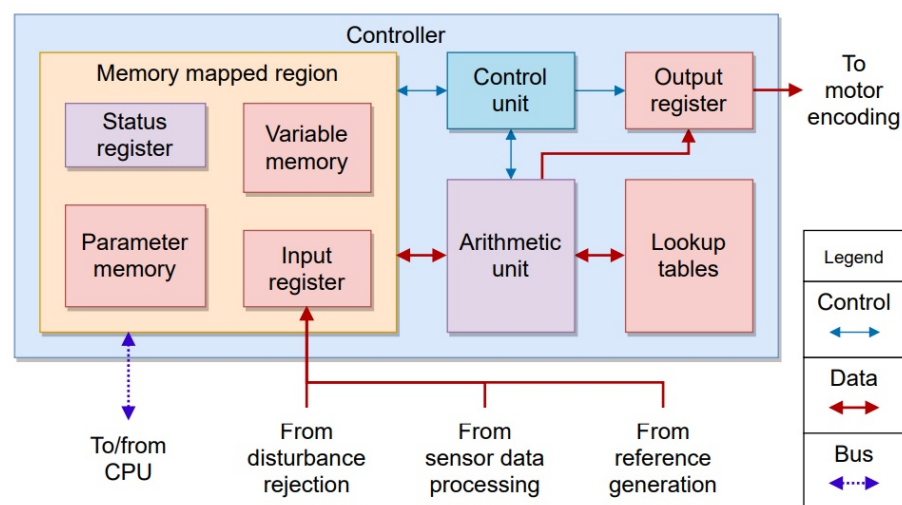 Controller
Memory mapped region
Status
register
Variable
memory
Parameter
memory
Input
register
Control
unit
Output
register
Arithmetic
unit
Lookup
tables
To
motor
encoding
Legend
Control
Data
Bus
To/from
CPU
From
disturbance
rejection
From
sensor data
processing
From
reference
generation